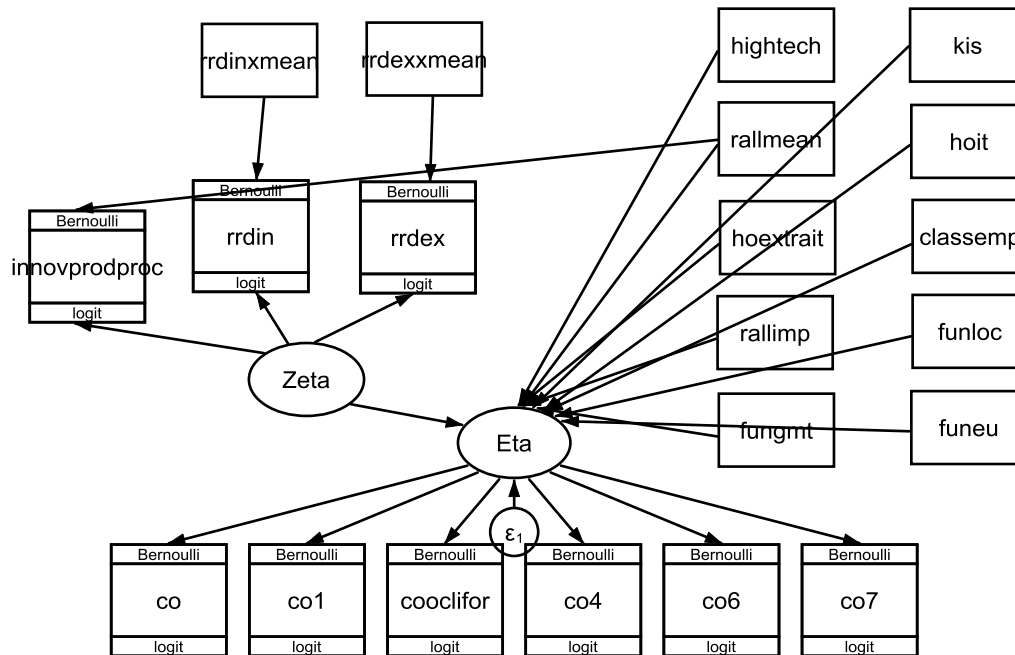 rrdinxmean
rrdexxmean
hightech
kis
rallmean
hoit
Bernoulli
rrdin
logit
Bernoulli
rrdex
logit
Bernoulli
innovprodproc
logit
hoextrait
classemp
rallimp
funloc
Zeta
fungmt
funeu
Eta
ε1
Bernoulli
co
logit
Bernoulli
co1
logit
Bernoulli
cooclifor
logit
Bernoulli
co4
logit
Bernoulli
co6
logit
Bernoulli
co7
logit